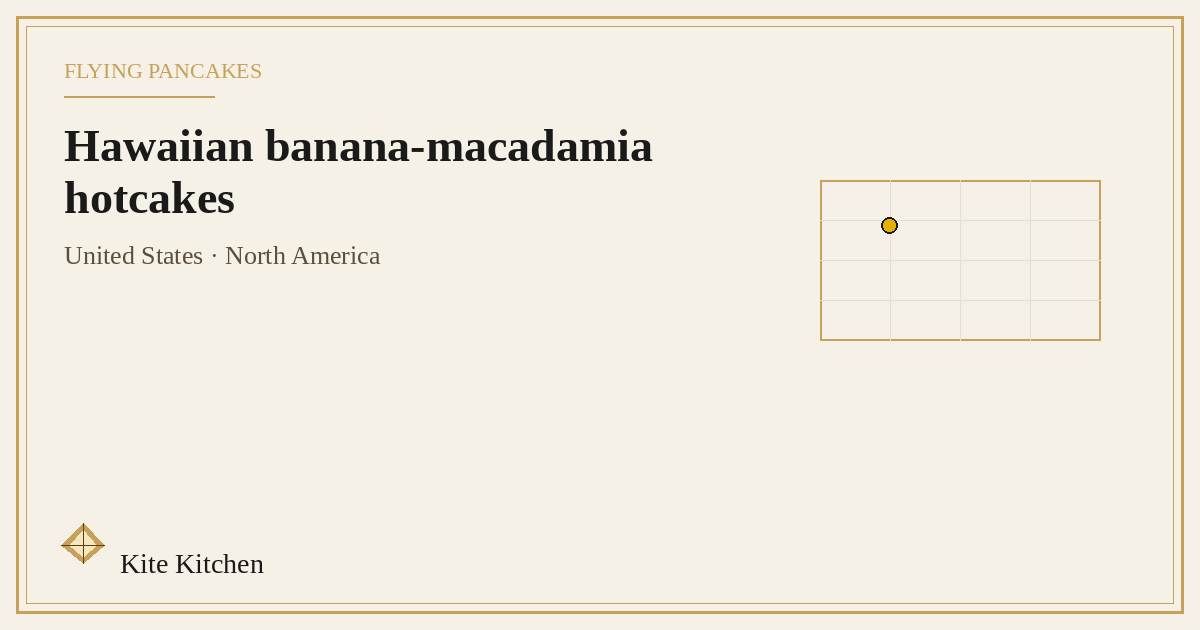 FLYING PANCAKES
Hawaiian banana-macadamia
hotcakes
United States · North America
Kite Kitchen